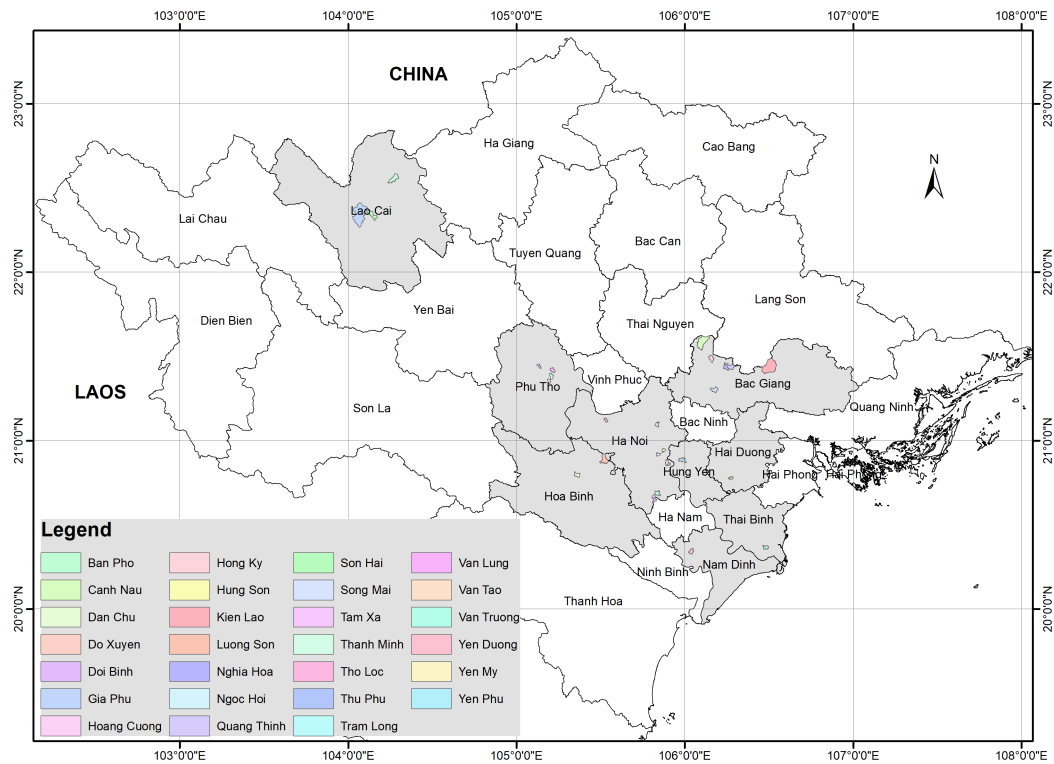 103°0'0"E 104°0'0"E 105°0'0"E 106°0'0"E 107°0'0"E 108°0'0"E
CHINA
23°0'0"N 23°0'0"N
Ha Giang
Cao Bang
N
Lao Cai
Lai Chau
Bac Can
Tuyen Quang
22°0'0"N 22°0'0"N
Lang Son
Yen Bai
Dien Bien
Thai Nguyen
LAOS
Phu Tho
Vinh Phuc
Bac Giang
Son La
Quang Ninh
Bac Ninh
21°0'0"N 21°0'0"N
Ha Noi
Hai Duong
Hung Yen
Hai Phong Hai Phong
Hoa Binh
Ha Nam
Thai Binh
Nam Dinh
Ninh Binh
Thanh Hoa
20°0'0"N 20°0'0"N
Legend
Ban Pho
Canh Nau
Dan Chu
Do Xuyen
Doi Binh
Gia Phu
Hoang Cuong
Hong Ky
Hung Son
Kien Lao
Luong Son
Nghia Hoa
Ngoc Hoi
Quang Thinh
Son Hai
Song Mai
Tam Xa
Thanh Minh
Tho Loc
Thu Phu
Tram Long
Van Lung
Van Tao
Van Truong
Yen Duong
Yen My
Yen Phu
103°0'0"E 104°0'0"E 105°0'0"E 106°0'0"E 107°0'0"E 108°0'0"E